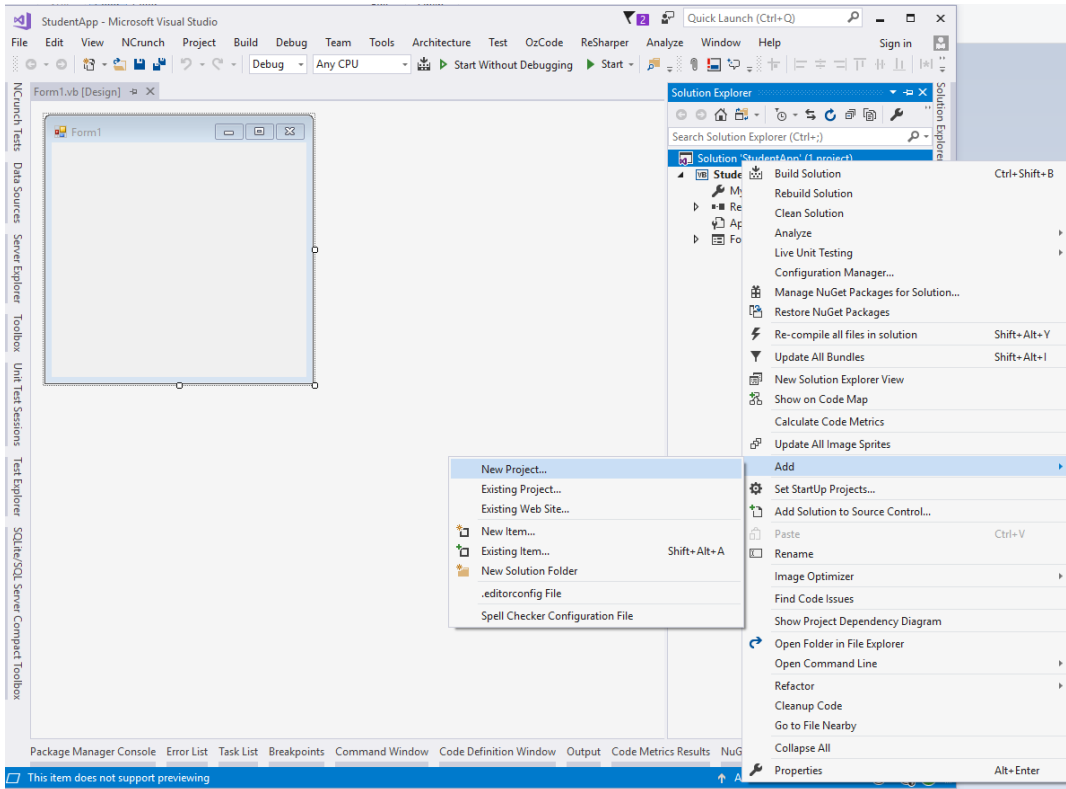 StudentApp - Microsoft Visual Studio
2
Quick Launch (Ctrl+Q)
File Edit View NCrunch Project Build Debug Team Tools Architecture Test OzCode ReSharper Analyze Window Help Sign in
Debug Any CPU Start Without Debugging Start
NCrunch Tests
Data Sources
Server Explorer
Toolbox
Unit Test Sessions
Test Explorer
SQLite/SQL Server Compact Toolbox
Form1.vb [Design]
Form1
Solution Explorer
Search Solution Explorer (Ctrl+;)
Solution 'StudentApp' (1 project)
VB Stude
My
Re
Ap
Fo
Solution Explorer
Build Solution Ctrl+Shift+B
Rebuild Solution
Clean Solution
Analyze
Live Unit Testing
Configuration Manager...
Manage NuGet Packages for Solution...
Restore NuGet Packages
Re-compile all files in solution Shift+Alt+Y
Update All Bundles Shift+Alt+I
New Solution Explorer View
Show on Code Map
Calculate Code Metrics
Update All Image Sprites
Add
Set StartUp Projects...
Add Solution to Source Control...
Paste Ctrl+V
Rename
Image Optimizer
Find Code Issues
Show Project Dependency Diagram
Open Folder in File Explorer
Open Command Line
Refactor
Cleanup Code
Go to File Nearby
Collapse All
Properties Alt+Enter
New Project...
Existing Project...
Existing Web Site...
New Item...
Existing Item... Shift+Alt+A
New Solution Folder
.editorconfig File
Spell Checker Configuration File
Package Manager Console Error List Task List Breakpoints Command Window Code Definition Window Output Code Metrics Results NuG
This item does not support previewing A